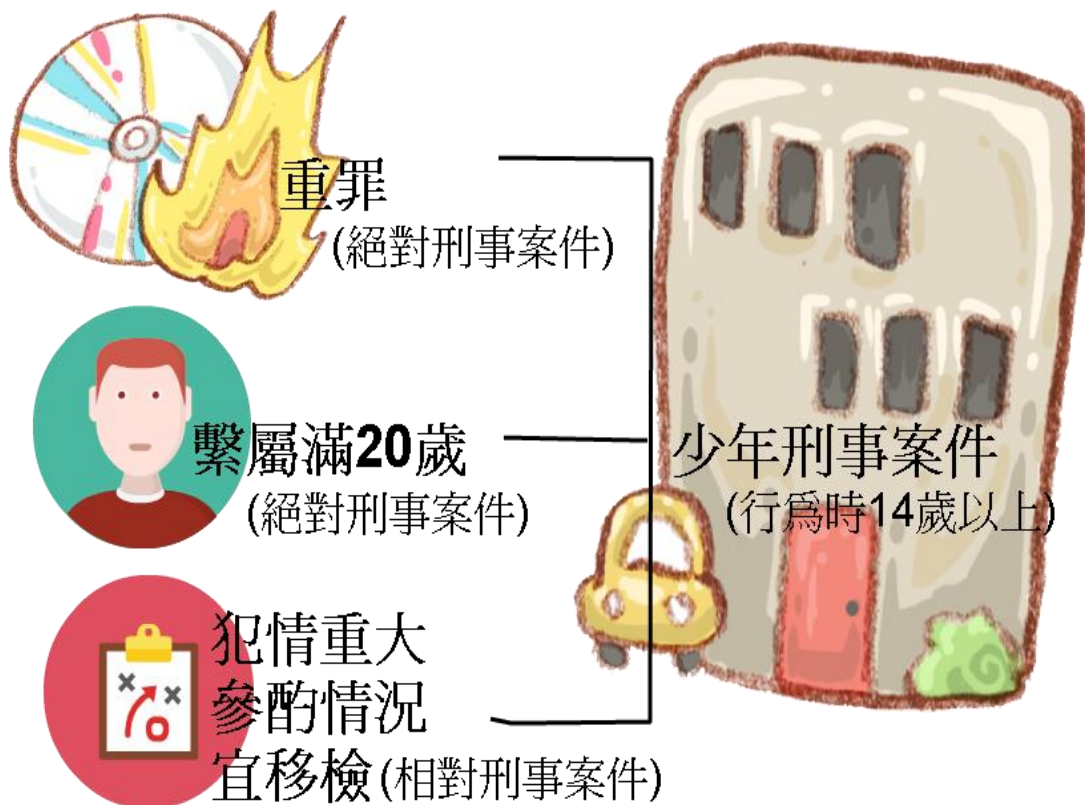 重罪
(絕對刑事案件)
繫屬滿20歲
(絕對刑事案件)
少年刑事案件
(行為時14歲以上)
犯情重大
參酌情況
宜移檢(相對刑事案件)